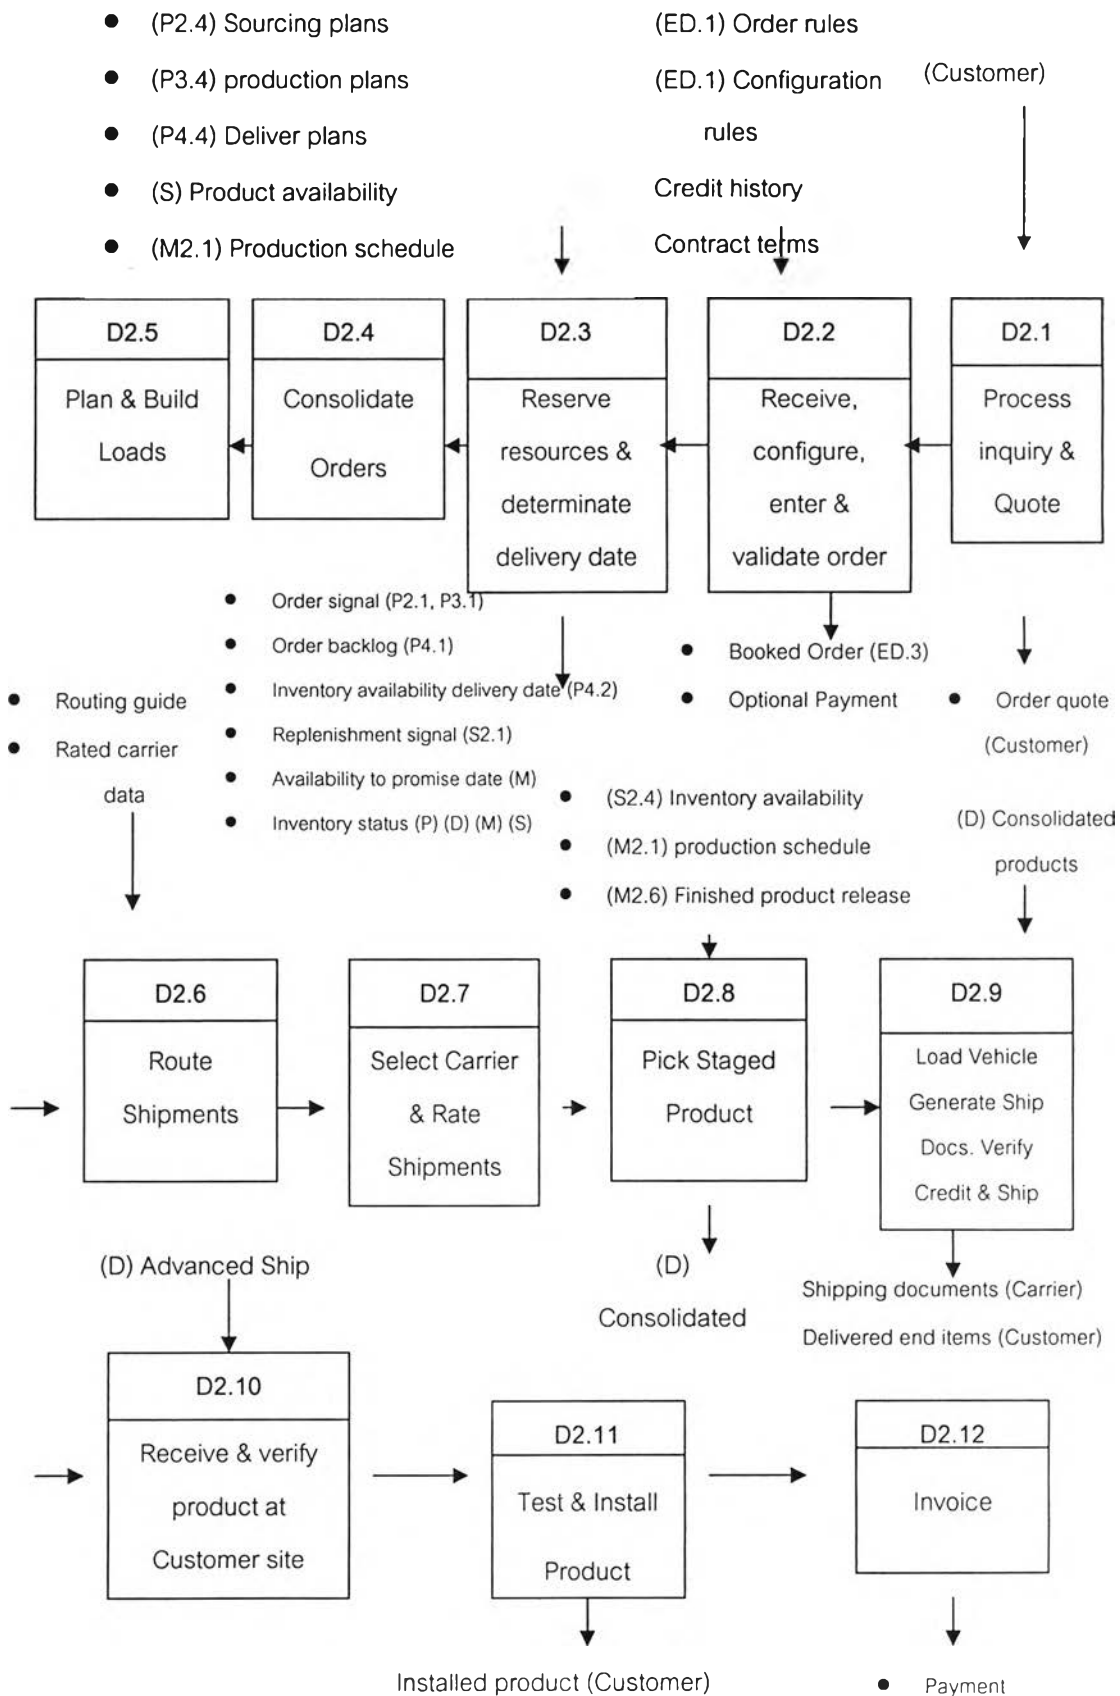 ● (P2.4) Sourcing plans
● (P3.4) production plans
● (P4.4) Deliver plans
● (S) Product availability
● (M2.1) Production schedule
(ED.1) Order rules
(ED.1) Configuration
rules
Credit history
Contract terms
(Customer)
D2.5
Plan & Build
Loads
D2.4
Consolidate
Orders
D2.3
Reserve
resources &
determinate
delivery date
D2.2
Receive,
configure,
enter &
validate order
D2.1
Process
inquiry &
Quote
● Order signal (P2.1, P3.1)
● Order backlog (P4.1)
● Inventory availability delivery date (P4.2)
● Replenishment signal (S2.1)
● Availability to promise date (M)
● Inventory status (P) (D) (M) (S)
● Booked Order (ED.3)
● Optional Payment
● Order quote
(Customer)
● Routing guide
● Rated carrier
data
● (S2.4) Inventory availability
● (M2.1) production schedule
● (M2.6) Finished product release
(D) Consolidated
products
D2.6
Route
Shipments
D2.7
Select Carrier
& Rate
Shipments
D2.8
Pick Staged
Product
D2.9
Load Vehicle
Generate Ship
Docs. Verify
Credit & Ship
(D) Advanced Ship
(D)
Consolidated
Shipping documents (Carrier)
Delivered end items (Customer)
D2.10
Receive & verify
product at
Customer site
D2.11
Test & Install
Product
D2.12
Invoice
Installed product (Customer)
● Payment